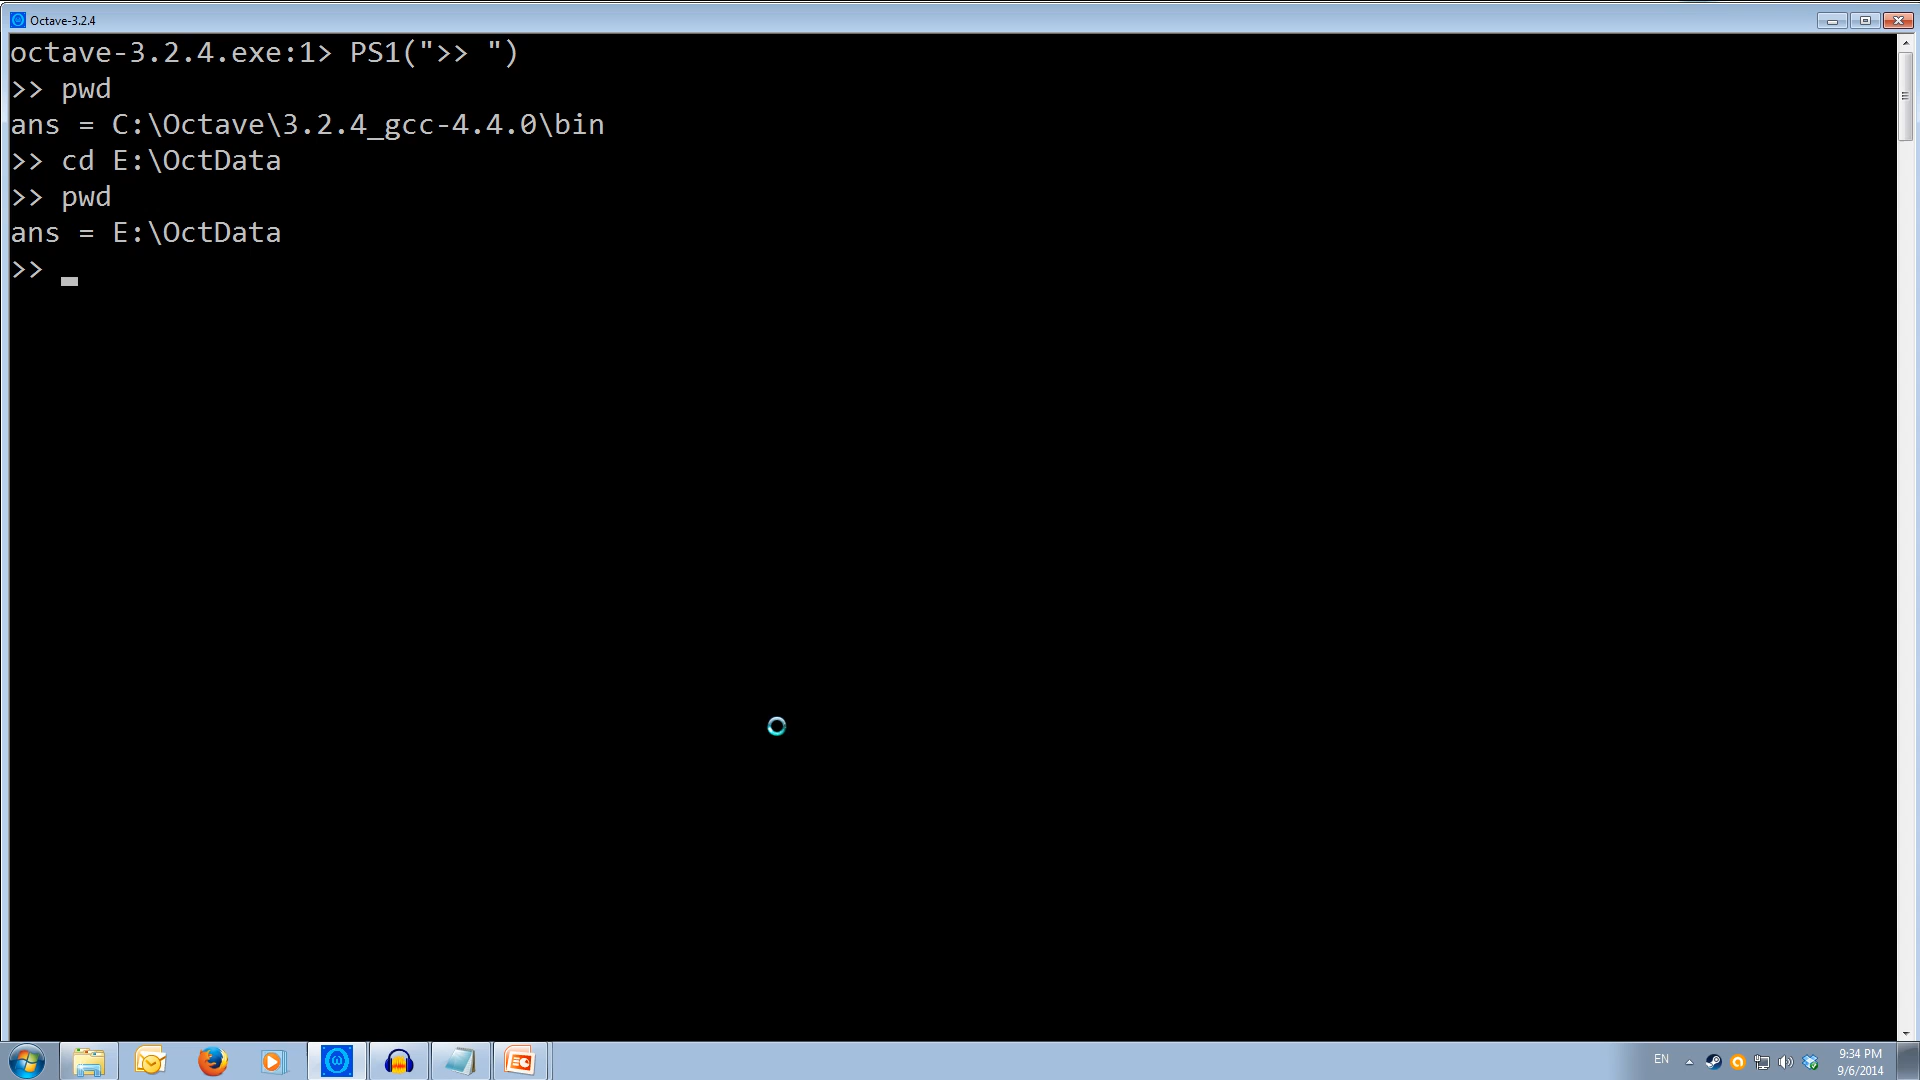 Octave-3.2.4
octave-3.2.4.exe:1> PS1(">> ")
>> pwd
ans = C:\Octave\3.2.4_gcc-4.4.0\bin
>> cd E:\OctData
>> pwd
ans = E:\OctData
>>
EN
9:34 PM
9/6/2014